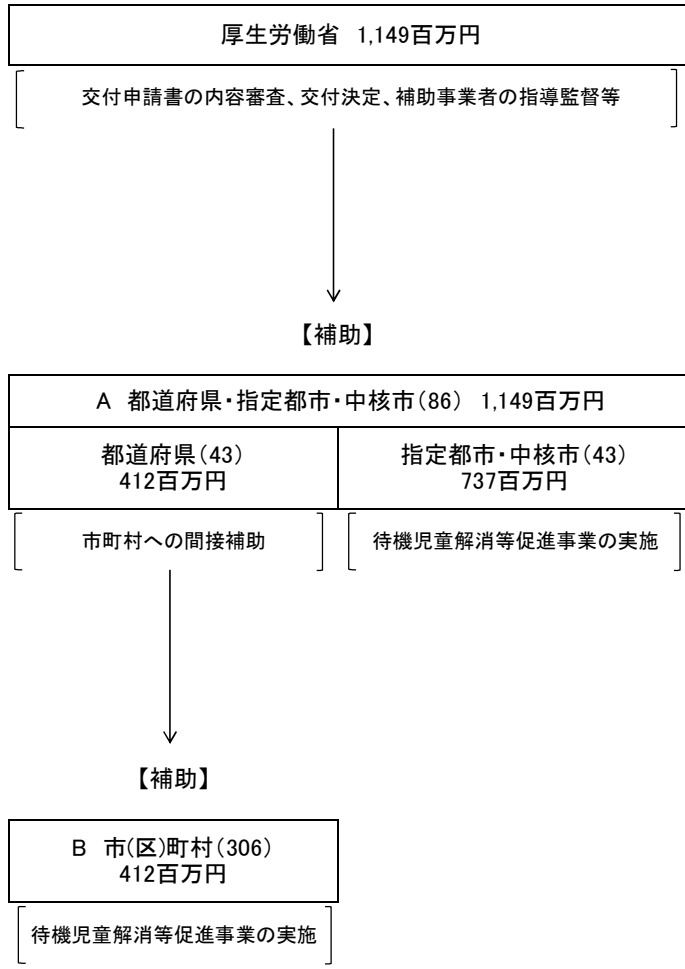 厚生労働省 1,149百万円
交付申請書の内容審査、交付決定、補助事業者の指導監督等
【補助】
A 都道府県・指定都市・中核市(86) 1,149百万円
都道府県(43)
412百万円
指定都市・中核市(43)
737百万円
市町村への間接補助
待機児童解消等促進事業の実施
【補助】
B 市(区)町村(306)
412百万円
待機児童解消等促進事業の実施